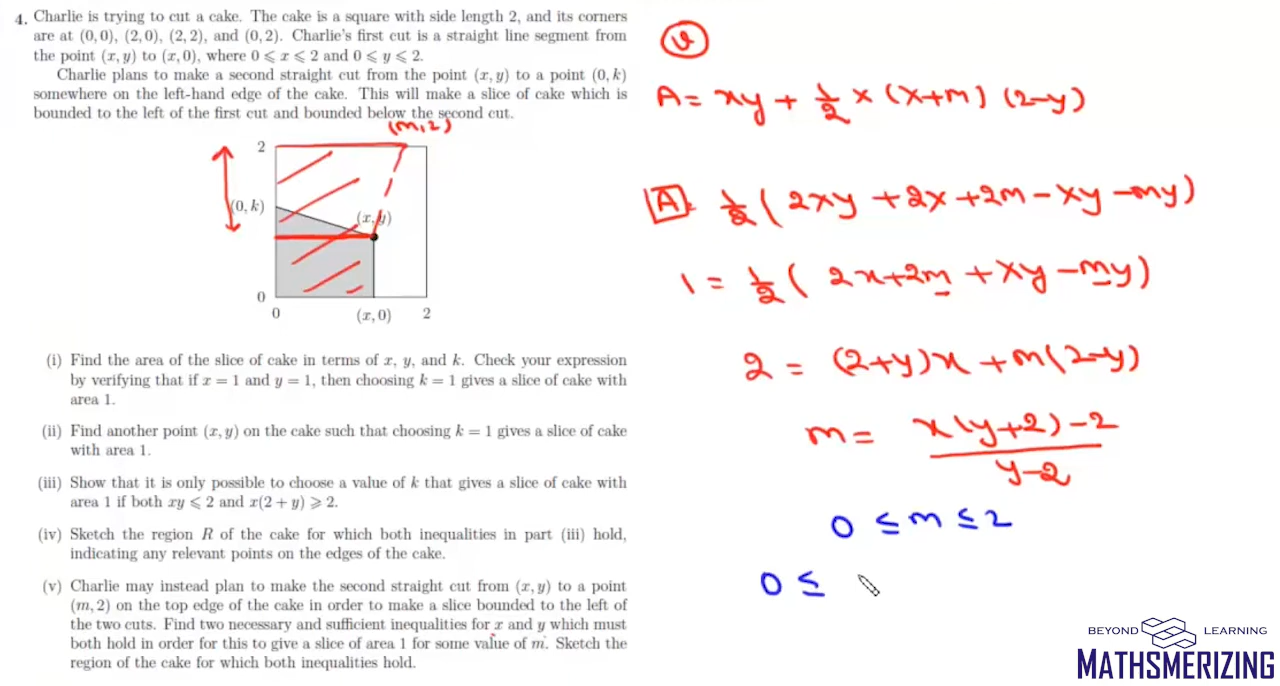 4. Charlie is trying to cut a cake. The cake is a square with side length 2, and its corners
are at (0,0), (2,0), (2,2), and (0,2). Charlie's first cut is a straight line segment from
the point (x, y) to (x,0), where 0 ⩽ x ⩽ 2 and 0 ⩽ y ⩽ 2.
Charlie plans to make a second straight cut from the point (x, y) to a point (0, k)
somewhere on the left-hand edge of the cake. This will make a slice of cake which is
bounded to the left of the first cut and bounded below the second cut.
(m,2)
2
(0, k)
(x, y)
0
0
(x, 0)
2
(i) Find the area of the slice of cake in terms of x, y, and k. Check your expression
by verifying that if x = 1 and y = 1, then choosing k = 1 gives a slice of cake with
area 1.
(ii) Find another point (x, y) on the cake such that choosing k = 1 gives a slice of cake
with area 1.
(iii) Show that it is only possible to choose a value of k that gives a slice of cake with
area 1 if both xy ⩽ 2 and x(2 + y) ⩾ 2.
(iv) Sketch the region R of the cake for which both inequalities in part (iii) hold,
indicating any relevant points on the edges of the cake.
(v) Charlie may instead plan to make the second straight cut from (x, y) to a point
(m, 2) on the top edge of the cake in order to make a slice bounded to the left of
the two cuts. Find two necessary and sufficient inequalities for x and y which must
both hold in order for this to give a slice of area 1 for some value of m. Sketch the
region of the cake for which both inequalities hold.
(v)
A = xy + 1/2 × (x+m) (2-y)
A = 1/2 ( 2xy + 2x + 2m - xy - my)
1 = 1/2 ( 2x+2m + xy - my)
2 = (2+y)x + m(2-y)
m = x(y+2) - 2 / y-2
0 ≤ m ≤ 2
0 ≤
BEYOND LEARNING
MATHSMERIZING